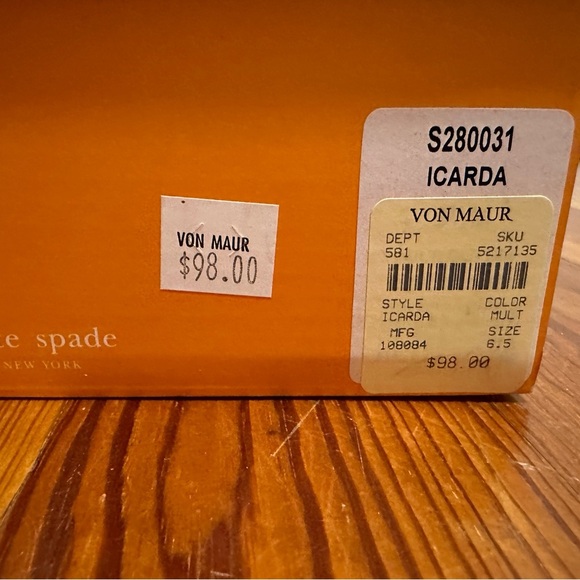 S280031
ICARDA
VON MAUR
DEPT SKU
581 5217135
STYLE COLOR
ICARDA MULT
MFG SIZE
108084 6.5
$98.00
VON MAUR
$98.00
te spade
NEW YORK